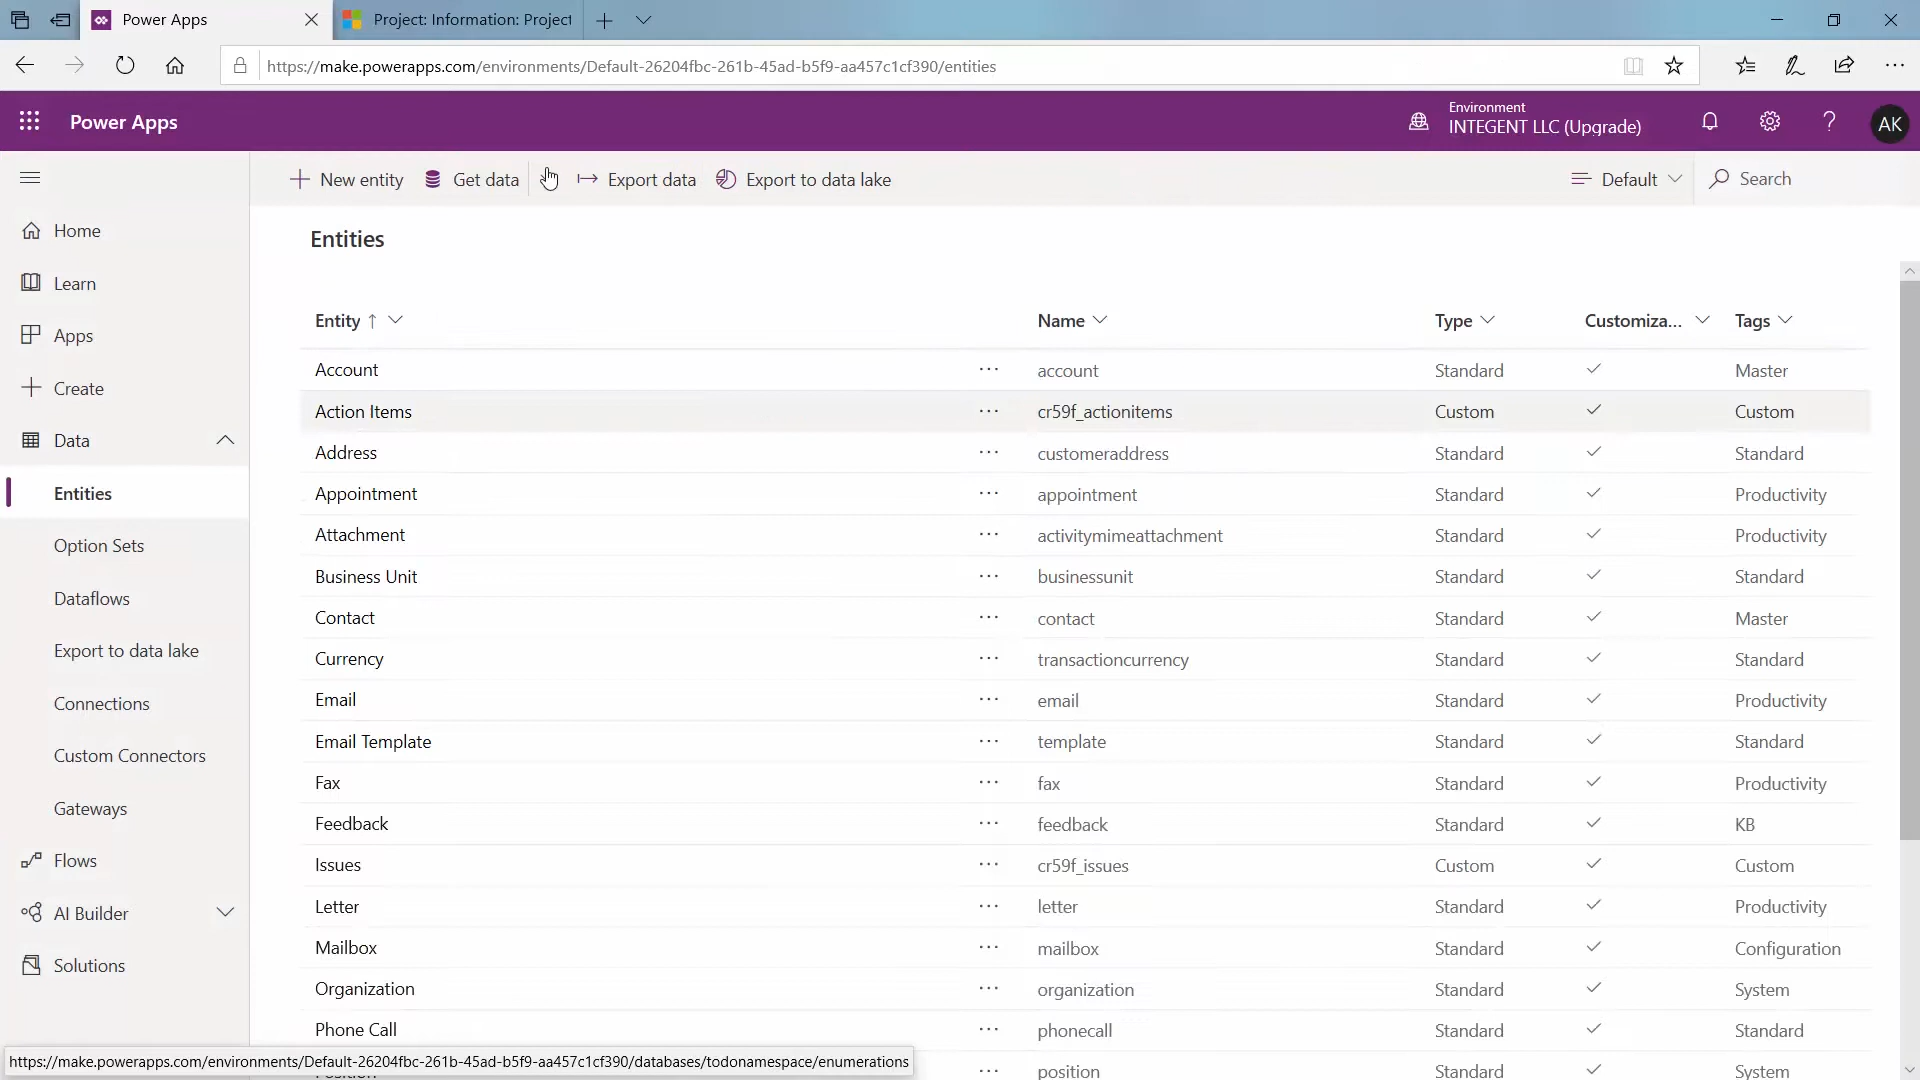 Power Apps
Project: Information: Project
https://make.powerapps.com/environments/Default-26204fbc-261b-45ad-b5f9-aa457c1cf390/entities
Power Apps
Environment
INTEGENT LLC (Upgrade)
?
AK
New entity
Get data
Export data
Export to data lake
Default
Search
Home
Learn
Apps
Create
Data
Entities
Option Sets
Dataflows
Export to data lake
Connections
Custom Connectors
Gateways
Flows
AI Builder
Solutions
Entities
Entity ↑ Name Type Customiza... Tags
Account ... account Standard Master
Action Items ... cr59f_actionitems Custom Custom
Address ... customeraddress Standard Standard
Appointment ... appointment Standard Productivity
Attachment ... activitymimeattachment Standard Productivity
Business Unit ... businessunit Standard Standard
Contact ... contact Standard Master
Currency ... transactioncurrency Standard Standard
Email ... email Standard Productivity
Email Template ... template Standard Standard
Fax ... fax Standard Productivity
Feedback ... feedback Standard KB
Issues ... cr59f_issues Custom Custom
Letter ... letter Standard Productivity
Mailbox ... mailbox Standard Configuration
Organization ... organization Standard System
Phone Call ... phonecall Standard Standard
... position Standard System
https://make.powerapps.com/environments/Default-26204fbc-261b-45ad-b5f9-aa457c1cf390/databases/todonamespace/enumerations